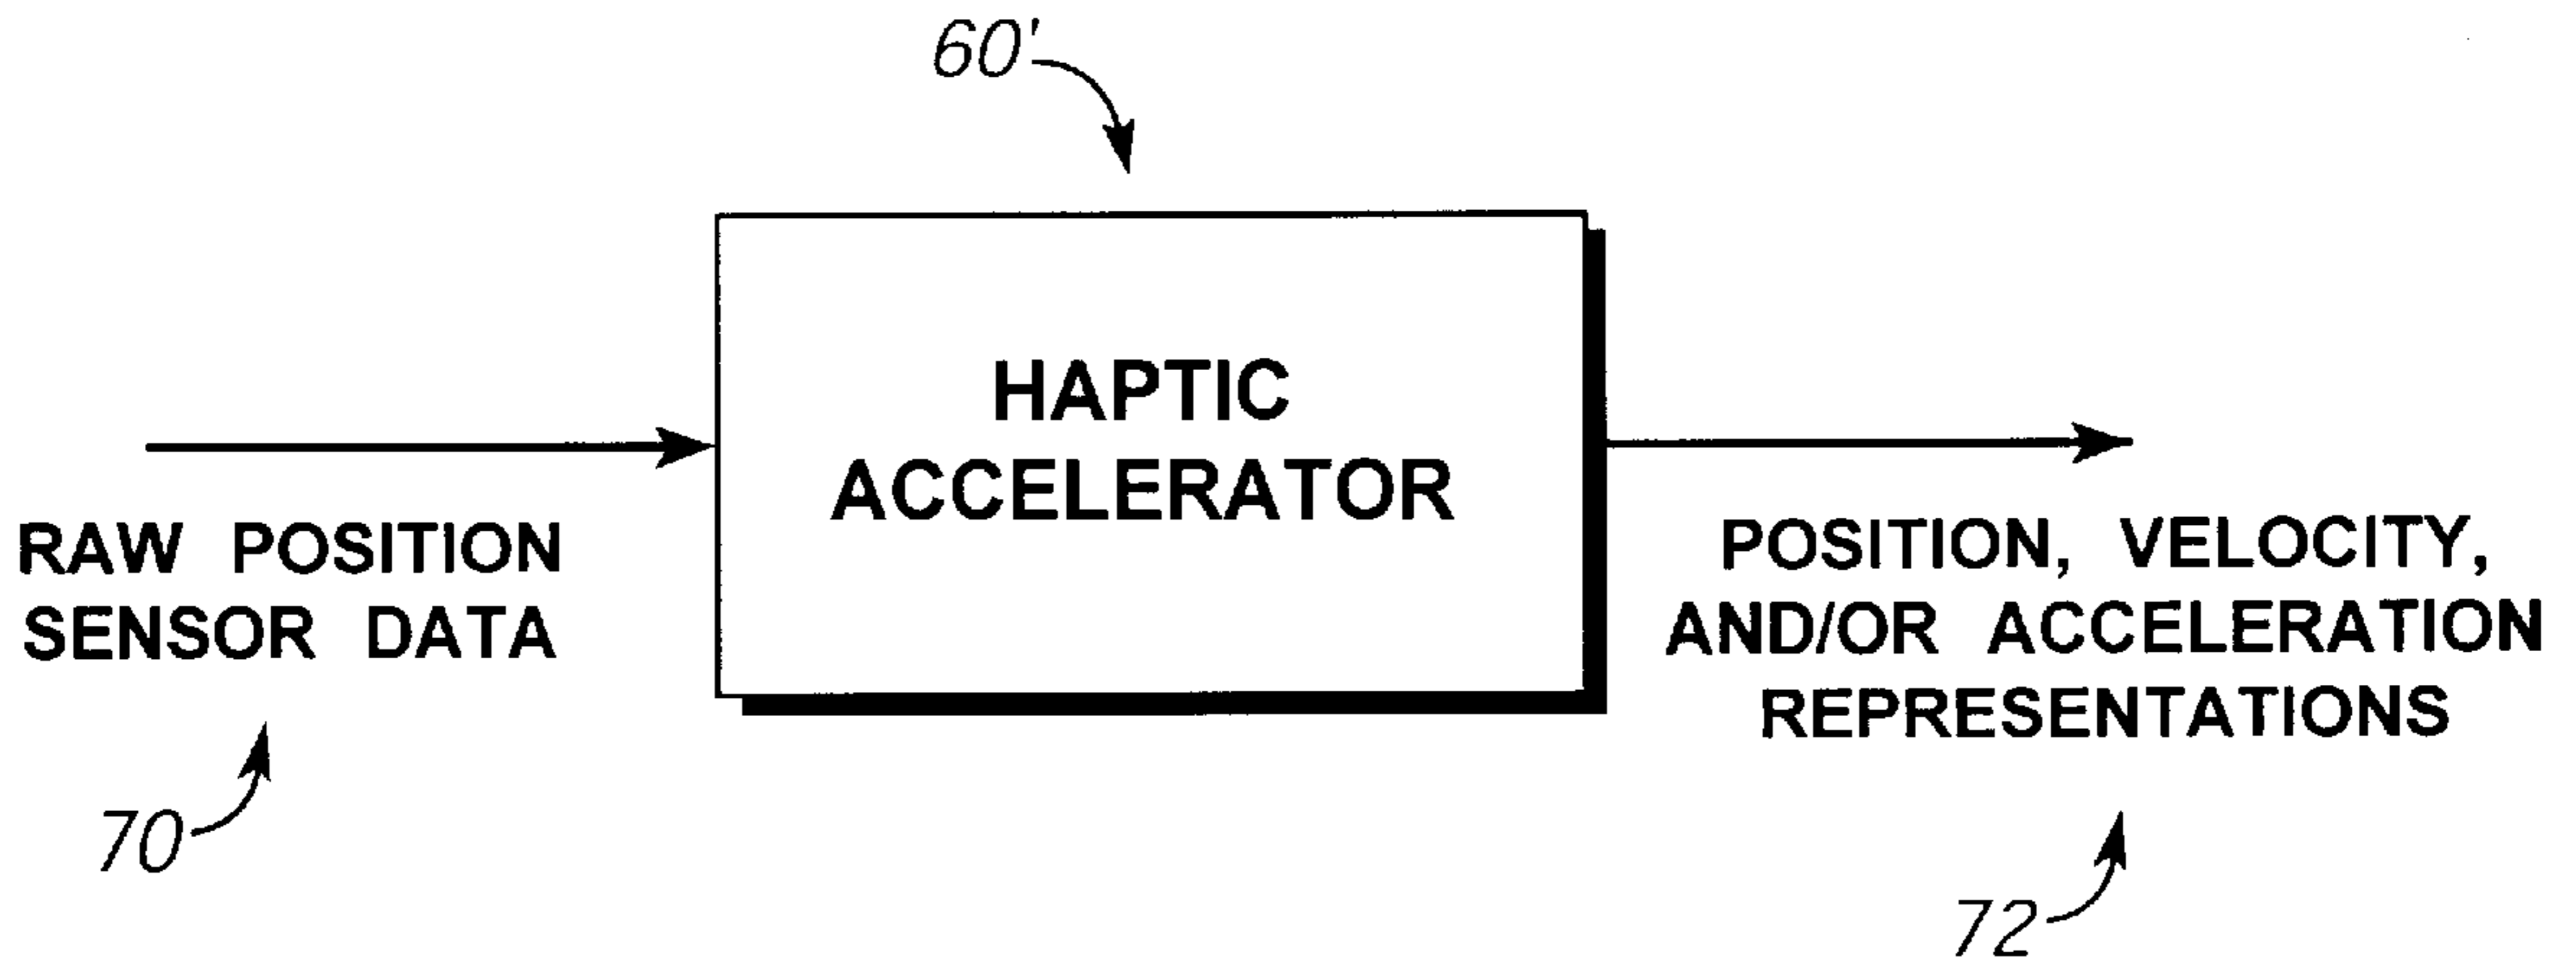 60'
HAPTIC
ACCELERATOR
RAW POSITION
SENSOR DATA
70
POSITION, VELOCITY,
AND/OR ACCELERATION
REPRESENTATIONS
72